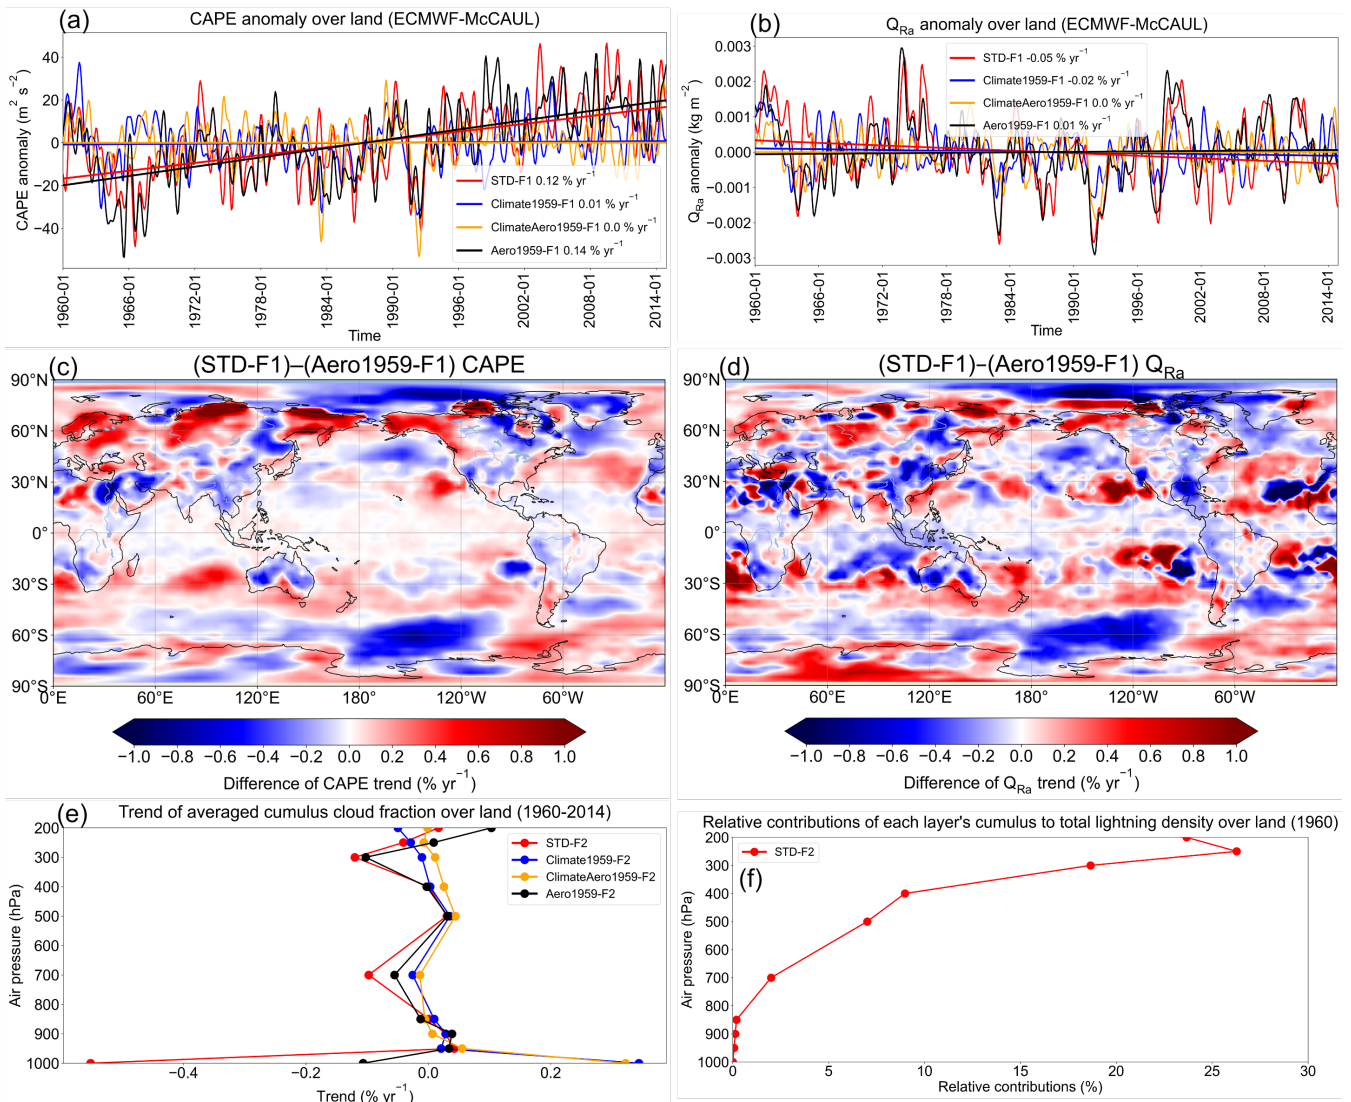 (a)
CAPE anomaly over land (ECMWF-McCAUL)
CAPE anomaly (m² s⁻²)
40
20
0
−20
−40
STD-F1 0.12 % yr⁻¹
Climate1959-F1 0.01 % yr⁻¹
ClimateAero1959-F1 0.0 % yr⁻¹
Aero1959-F1 0.14 % yr⁻¹
1960-01
1966-01
1972-01
1978-01
1984-01
1990-01
1996-01
2002-01
2008-01
2014-01
Time
(b)
Q_Ra anomaly over land (ECMWF-McCAUL)
Q_Ra anomaly (kg m⁻²)
0.003
0.002
0.001
0.000
−0.001
−0.002
−0.003
STD-F1 -0.05 % yr⁻¹
Climate1959-F1 -0.02 % yr⁻¹
ClimateAero1959-F1 0.0 % yr⁻¹
Aero1959-F1 0.01 % yr⁻¹
1960-01
1966-01
1972-01
1978-01
1984-01
1990-01
1996-01
2002-01
2008-01
2014-01
Time
(c)
(STD-F1)–(Aero1959-F1) CAPE
90°N
60°N
30°N
0°
30°S
60°S
90°S
0°E 60°E 120°E 180° 120°W 60°W
−1.0 −0.8 −0.6 −0.4 −0.2 0.0 0.2 0.4 0.6 0.8 1.0
Difference of CAPE trend (% yr⁻¹)
(d)
(STD-F1)–(Aero1959-F1) Q_Ra
90°N
60°N
30°N
0°
30°S
60°S
90°S
0°E 60°E 120°E 180° 120°W 60°W
−1.0 −0.8 −0.6 −0.4 −0.2 0.0 0.2 0.4 0.6 0.8 1.0
Difference of Q_Ra trend (% yr⁻¹)
(e)
Trend of averaged cumulus cloud fraction over land (1960-2014)
Air pressure (hPa)
200
300
400
500
600
700
800
900
1000
STD-F2
Climate1959-F2
ClimateAero1959-F2
Aero1959-F2
−0.4 −0.2 0.0 0.2
Trend (% yr⁻¹)
Relative contributions of each layer's cumulus to total lightning density over land (1960)
(f)
Air pressure (hPa)
200
300
400
500
600
700
800
900
1000
STD-F2
0 5 10 15 20 25 30
Relative contributions (%)